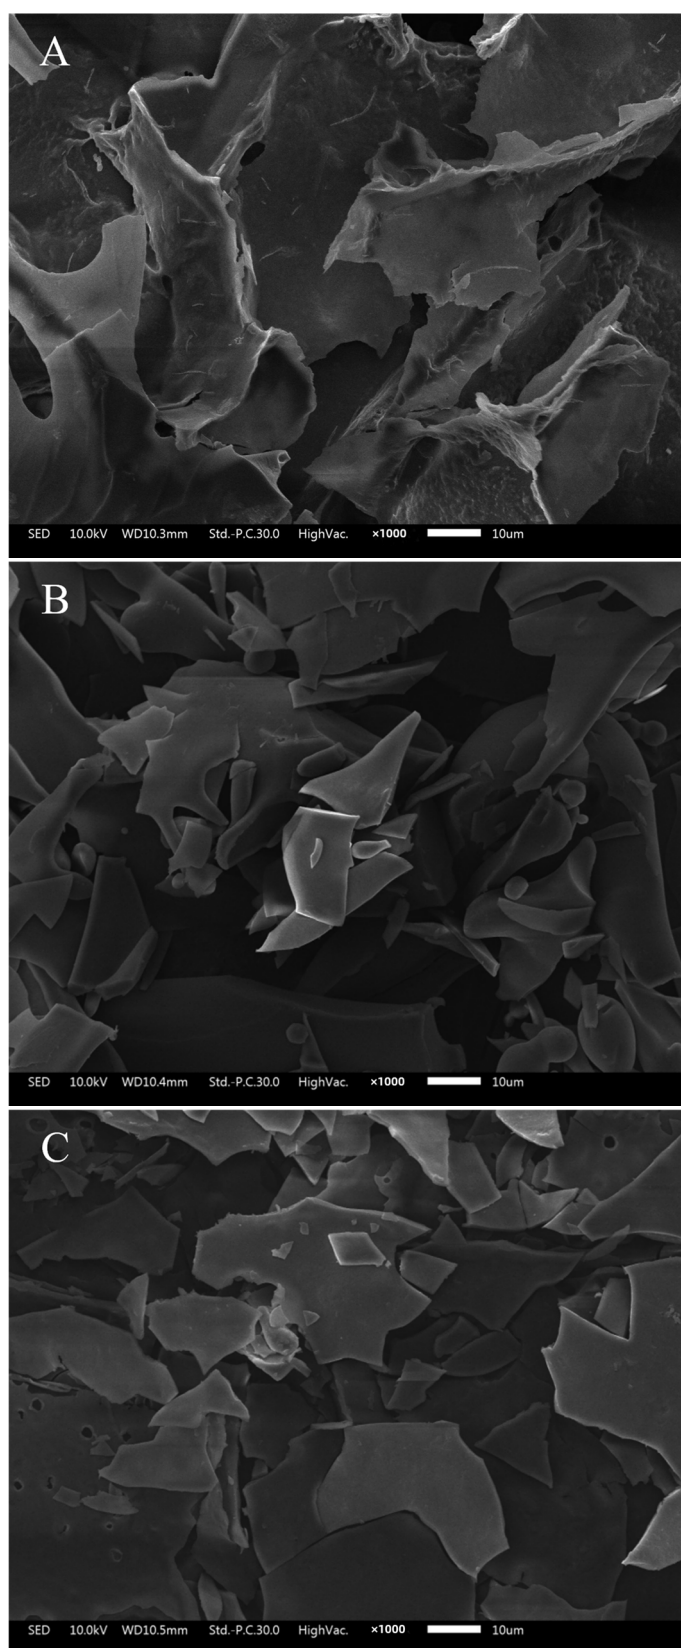 A
SED 10.0kV WD10.3mm Std.-P.C.30.0 HighVac. ×1000 10um
B
SED 10.0kV WD10.4mm Std.-P.C.30.0 HighVac. ×1000 10um
C
SED 10.0kV WD10.5mm Std.-P.C.30.0 HighVac. ×1000 10um